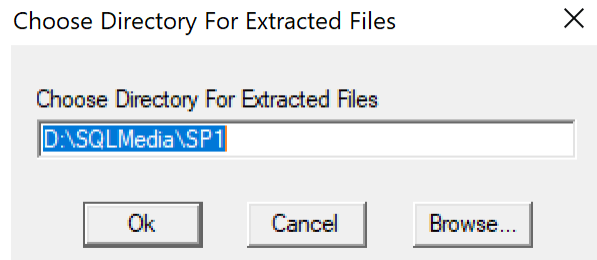 Choose Directory For Extracted Files
Choose Directory For Extracted Files
D:\SQLMedia\SP1
Ok Cancel Browse...